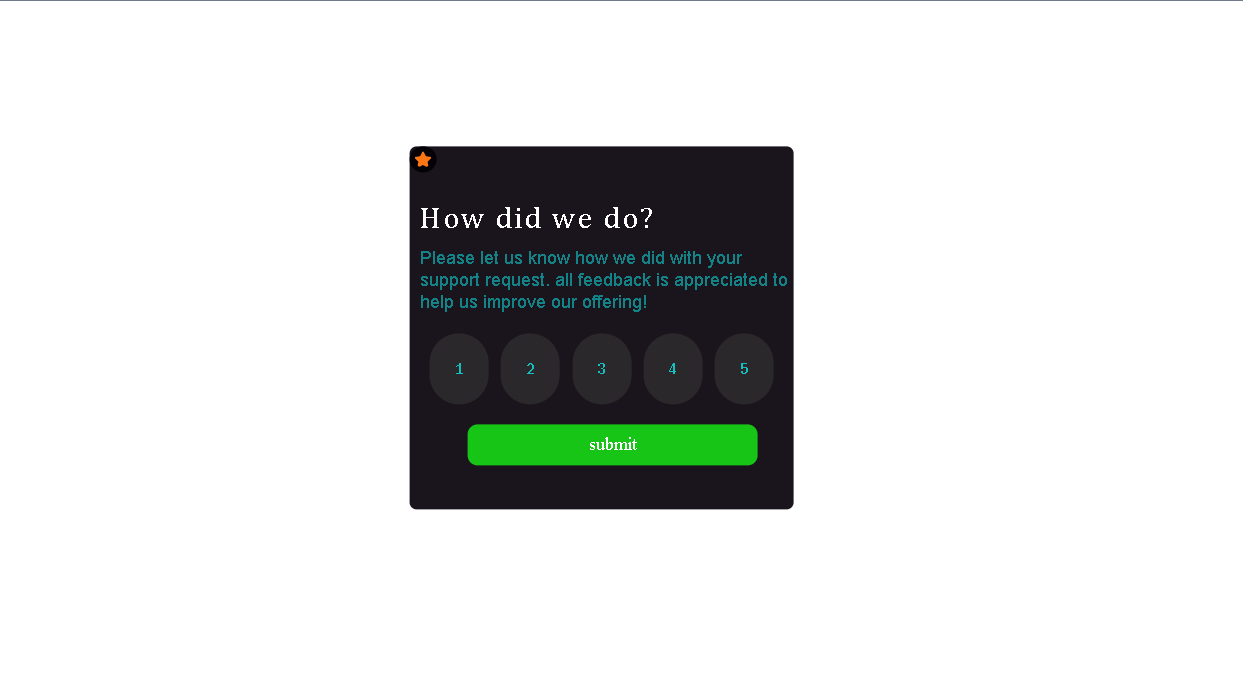 How did we do?
Please let us know how we did with your
support request. all feedback is appreciated to
help us improve our offering!
1 2 3 4 5
submit